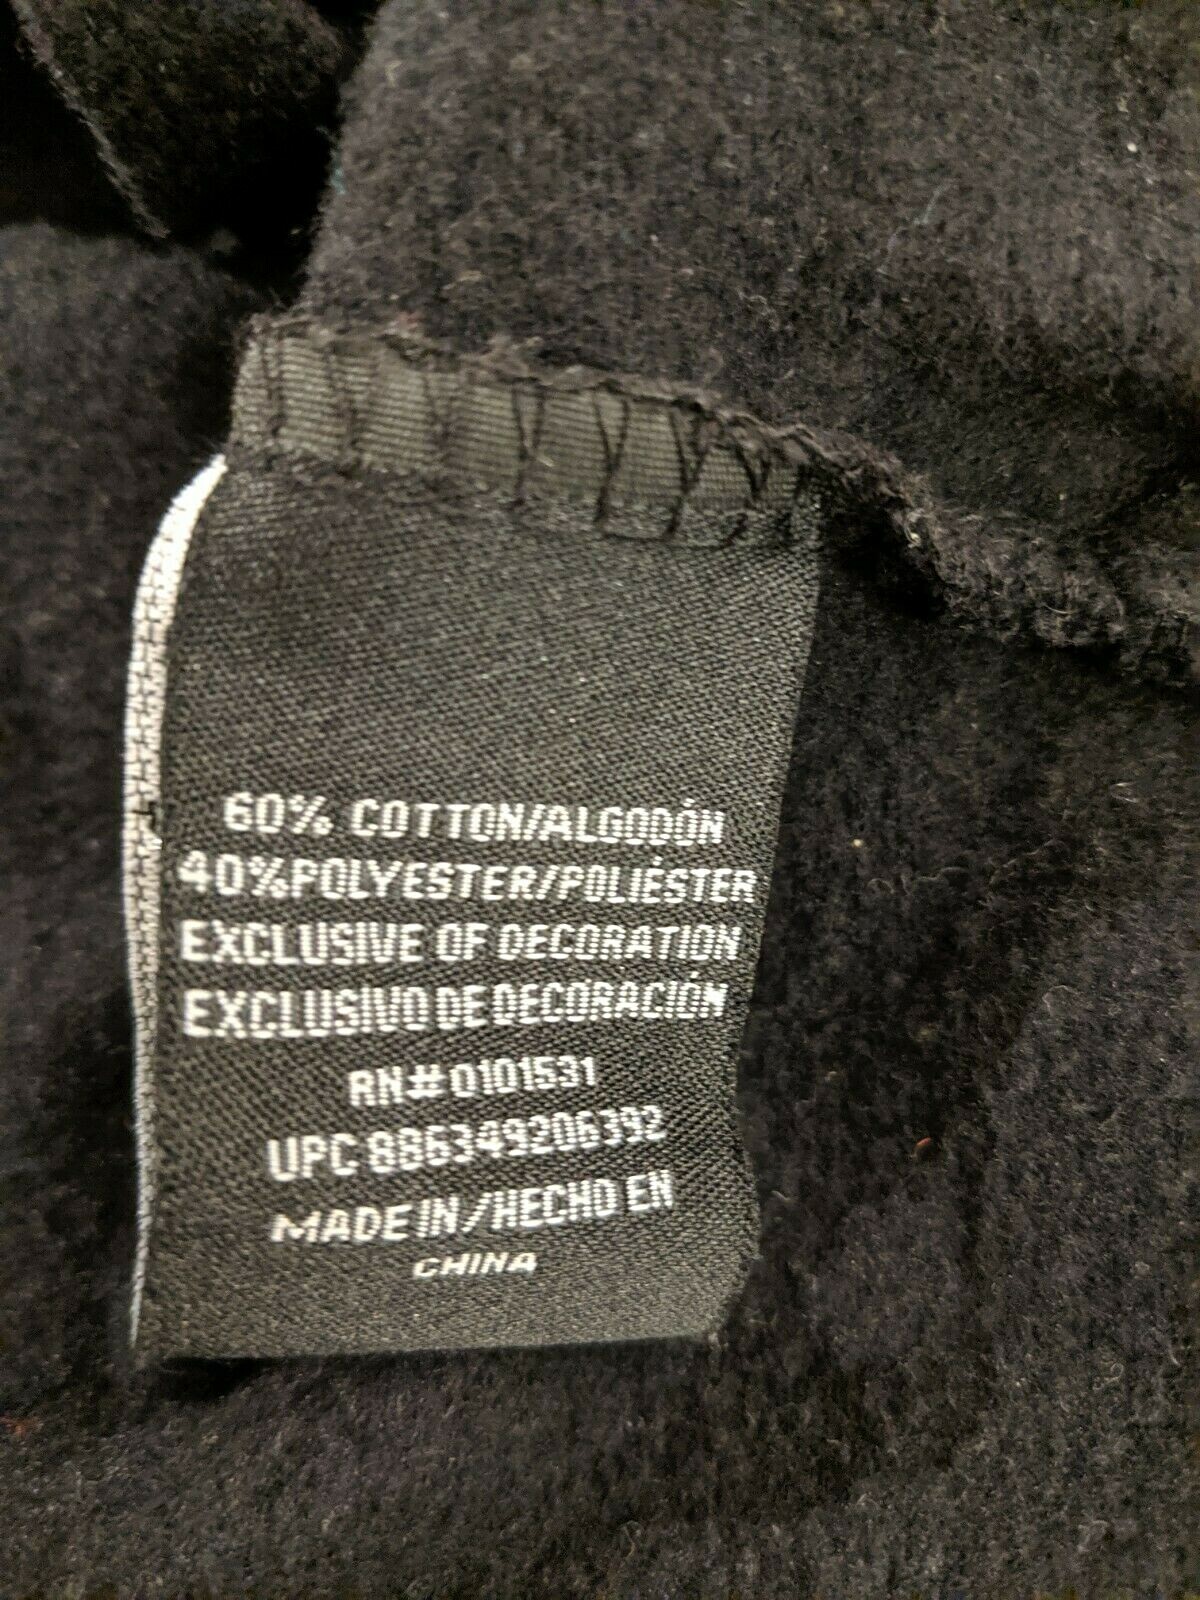 60% COTTON/ALGODÓN
40%POLYESTER/POLIÉSTER
EXCLUSIVE OF DECORATION
EXCLUSIVO DE DECORACIÓN
RN#0101531
UPC 886349206392
MADE IN/HECHO EN
CHINA